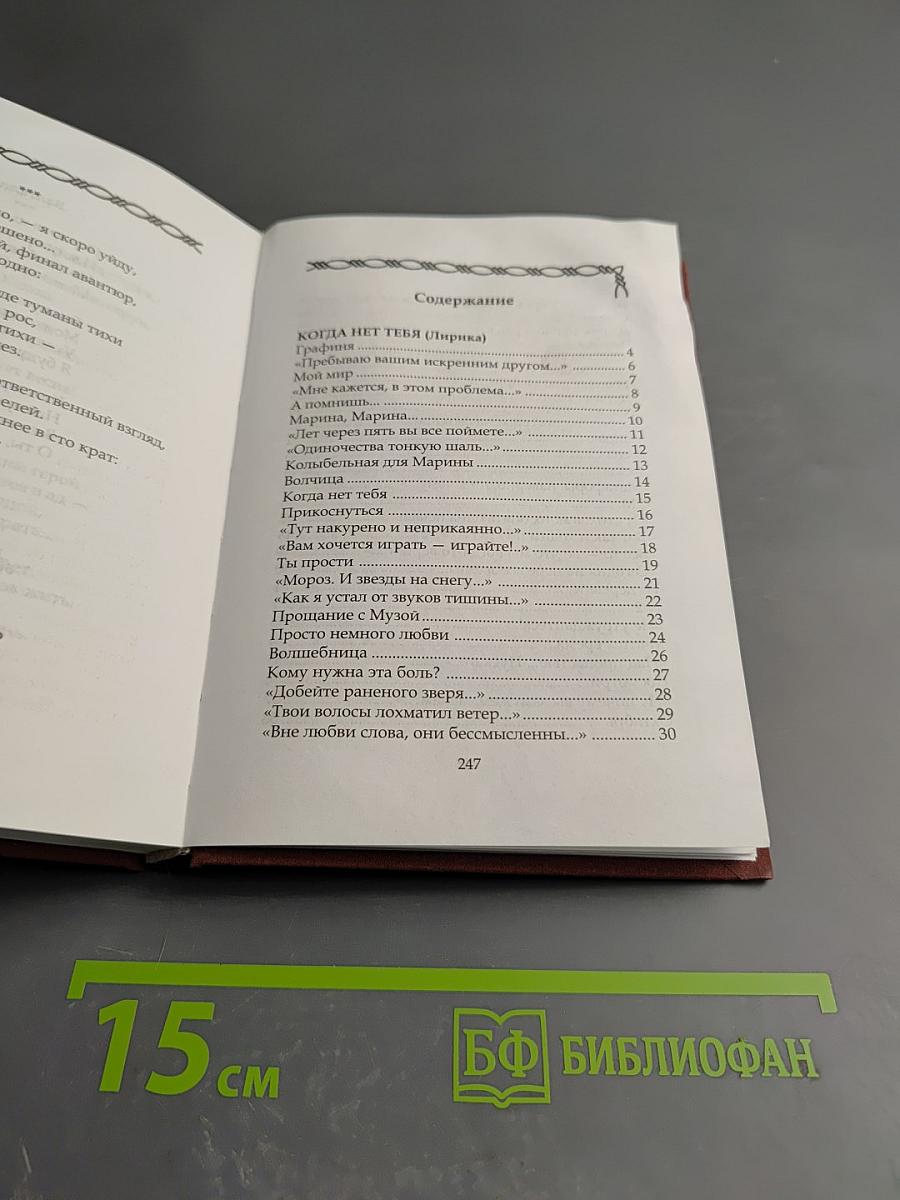 ***
о, — я скоро уйду,
шено...
й, финал авантюр,
одно:
де туманы тихи
рос,
тихи —
ез.
ответственный взгляд,
елей.
нее в сто крат:
Содержание
КОГДА НЕТ ТЕБЯ (Лирика)
Графиня ........ 4
«Пребываю вашим искренним другом...» ........ 6
Мой мир ........ 7
«Мне кажется, в этом проблема...» ........ 8
А помнишь... ........ 9
Марина, Марина... ........ 10
«Лет через пять вы все поймете...» ........ 11
«Одиночества тонкую шаль...» ........ 12
Колыбельная для Марины ........ 13
Волчица ........ 14
Когда нет тебя ........ 15
Прикоснуться ........ 16
«Тут накурено и неприкаянно...» ........ 17
«Вам хочется играть — играйте!..» ........ 18
Ты прости ........ 19
«Мороз. И звезды на снегу...» ........ 21
«Как я устал от звуков тишины...» ........ 22
Прощание с Музой ........ 23
Просто немного любви ........ 24
Волшебница ........ 26
Кому нужна эта боль? ........ 27
«Добейте раненого зверя...» ........ 28
«Твои волосы лохматил ветер...» ........ 29
«Вне любви слова, они бессмысленны...» ........ 30
247
15 см
БФ БИБЛИОФАН